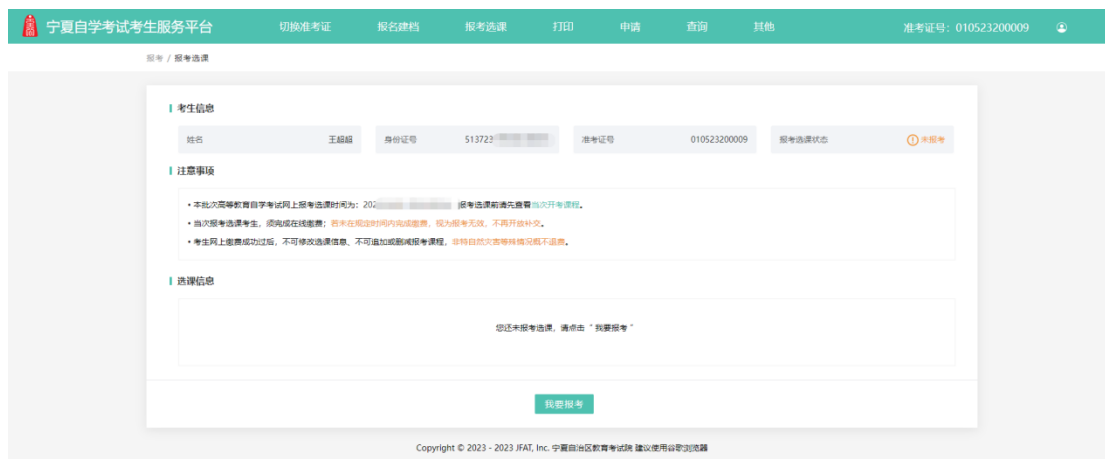 宁夏自学考试考生服务平台 切换准考证 报名建档 报考选课 打印 申请 查询 其他 准考证号：010523200009
报考 / 报考选课
考生信息
姓名 王超超 身份证号 513723 准考证号 010523200009 报考选课状态 未报考
注意事项
• 本批次高等教育自学考试网上报考选课时间为：202 报考选课前请先查看当次开考课程。
• 当次报考选课考生，须完成在线缴费；若未在规定时间内完成缴费，视为报考无效，不再开放补交。
• 考生网上缴费成功过后，不可修改选课信息、不可追加或删减报考课程，非特自然灾害等殊情况概不退费。
选课信息
您还未报考选课，请点击＂我要报考＂
我要报考
Copyright © 2023 - 2023 JFAT, Inc. 宁夏自治区教育考试院 建议使用谷歌浏览器